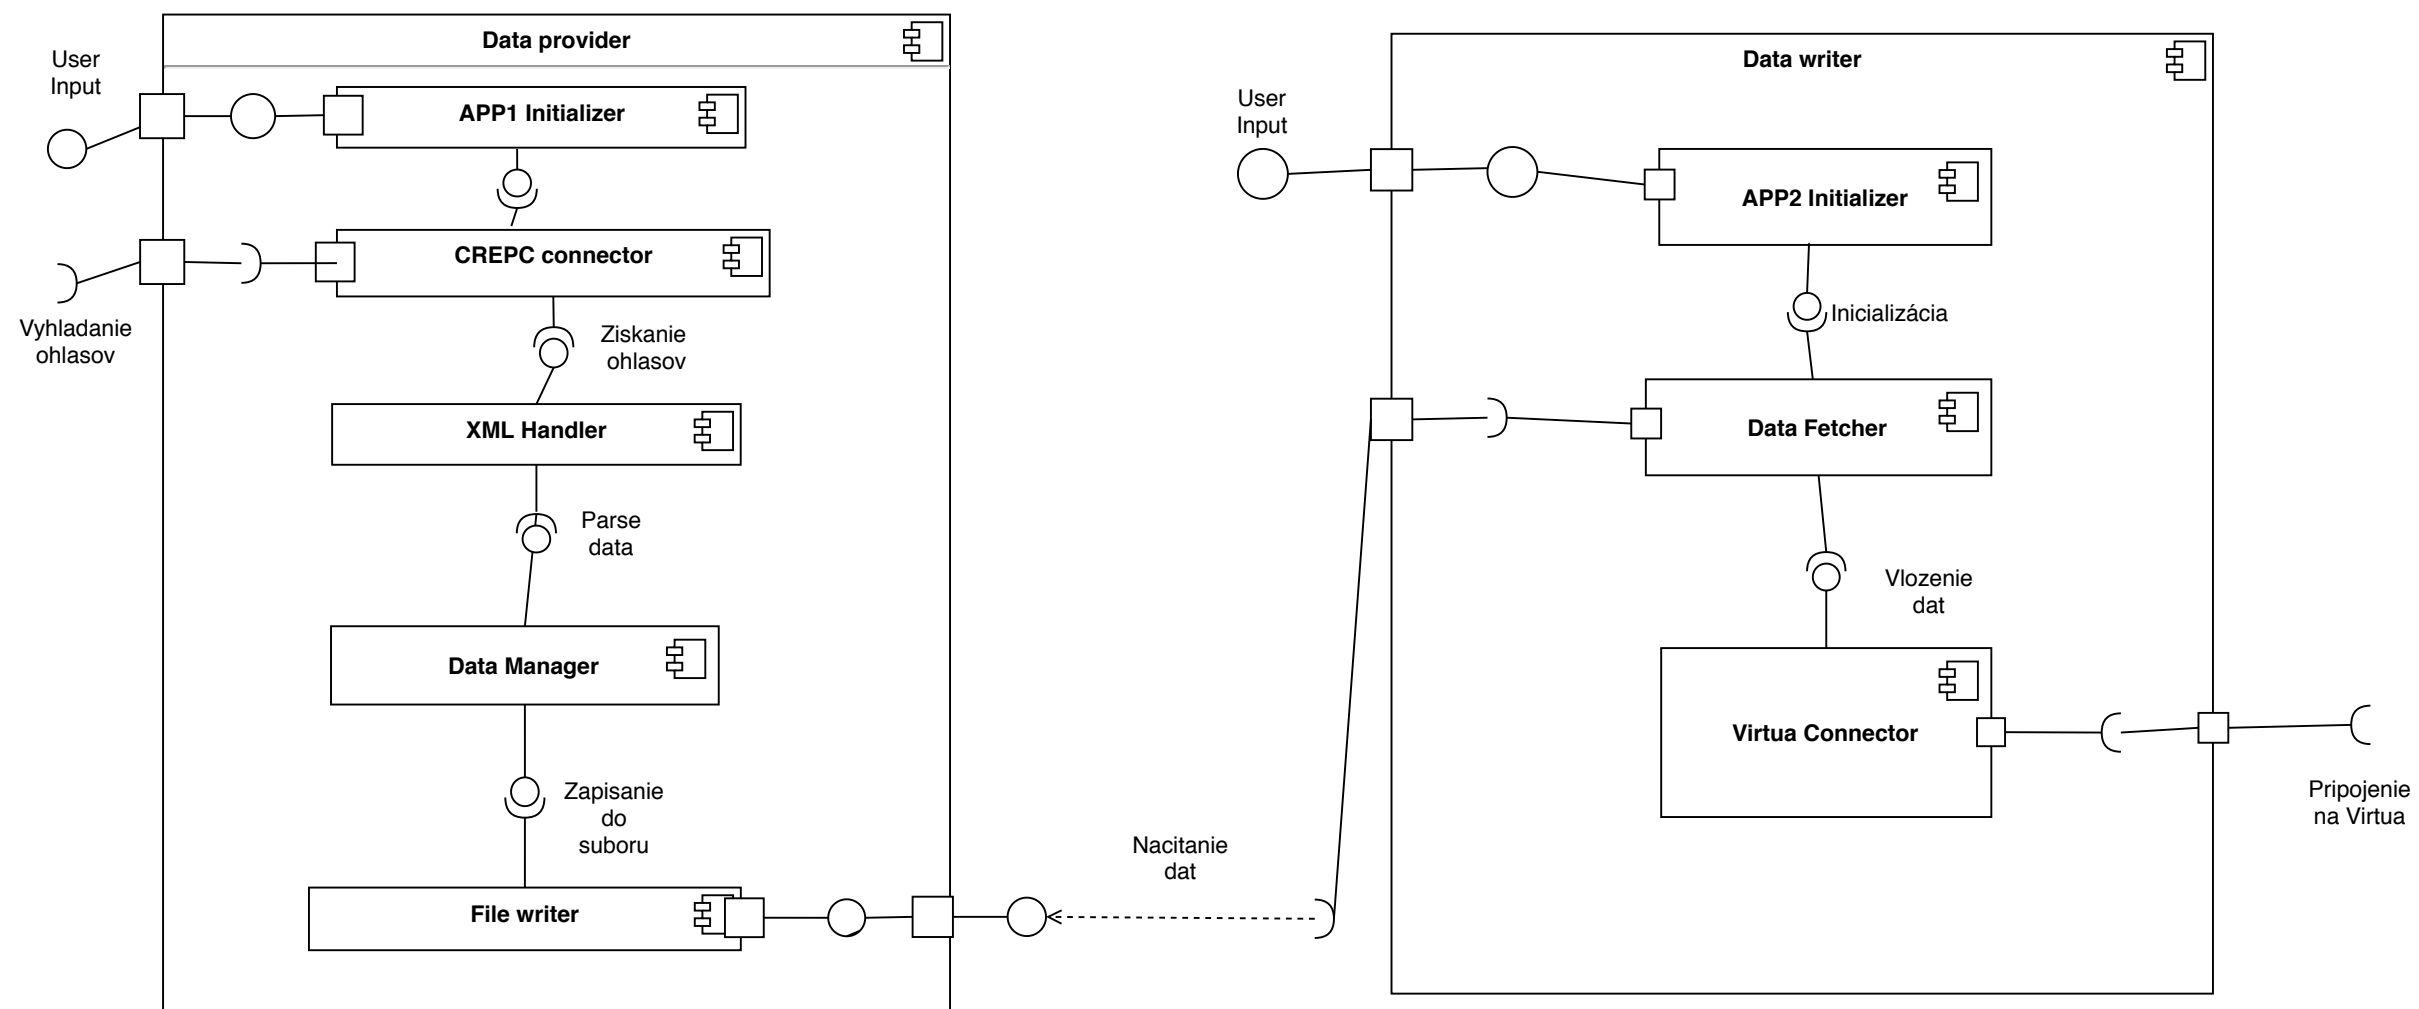 Data provider
User
Input
APP1 Initializer
CREPC connector
Vyhladanie
ohlasov
Ziskanie
ohlasov
XML Handler
Parse
data
Data Manager
Zapisanie
do
suboru
File writer
Nacitanie
dat
Data writer
User
Input
APP2 Initializer
Inicializácia
Data Fetcher
Vlozenie
dat
Virtua Connector
Pripojenie
na Virtua